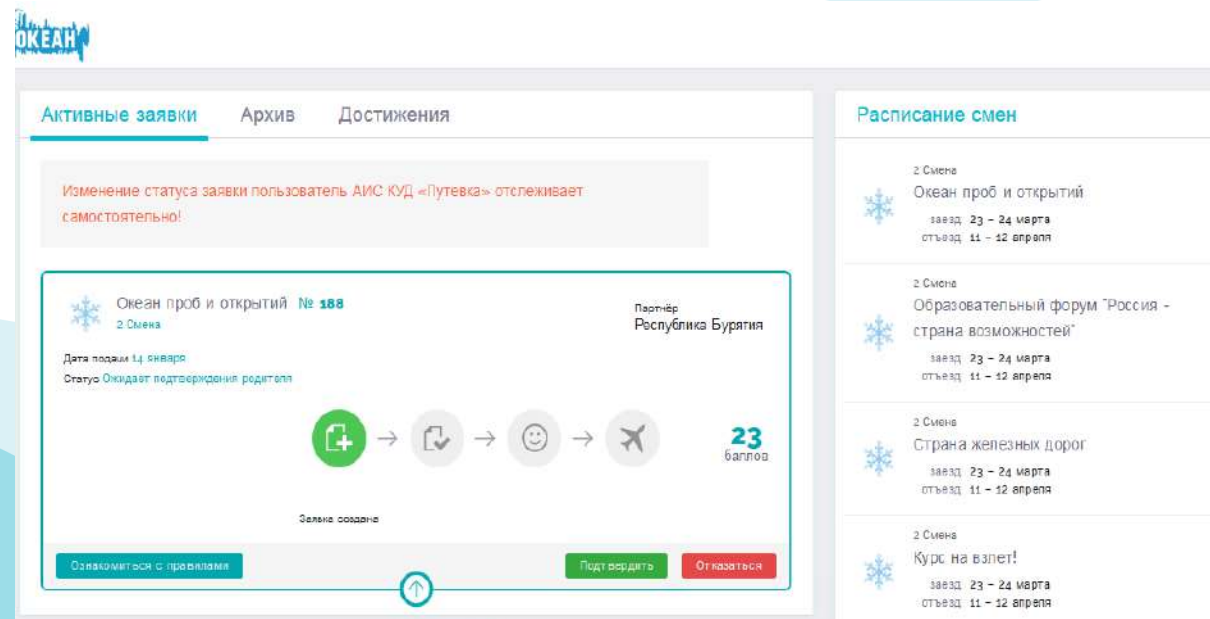 ОКЕАН
Активные заявки Архив Достижения
Изменение статуса заявки пользователь АИС КУД «Путевка» отслеживает
самостоятельно!
Океан проб и открытий № 188
2 Смена
Партнёр
Республика Бурятия
Дата подачи 14 января
Статус Ожидает подтверждения родителя
23
баллов
Заявка создана
Ознакомиться с правилами Подтвердить Отказаться
Расписание смен
2 Смена
Океан проб и открытий
заезд 23 – 24 марта
отъезд 11 – 12 апреля
2 Смена
Образовательный форум "Россия -
страна возможностей"
заезд 23 – 24 марта
отъезд 11 – 12 апреля
2 Смена
Страна железных дорог
заезд 23 – 24 марта
отъезд 11 – 12 апреля
2 Смена
Курс на взлет!
заезд 23 – 24 марта
отъезд 11 – 12 апреля